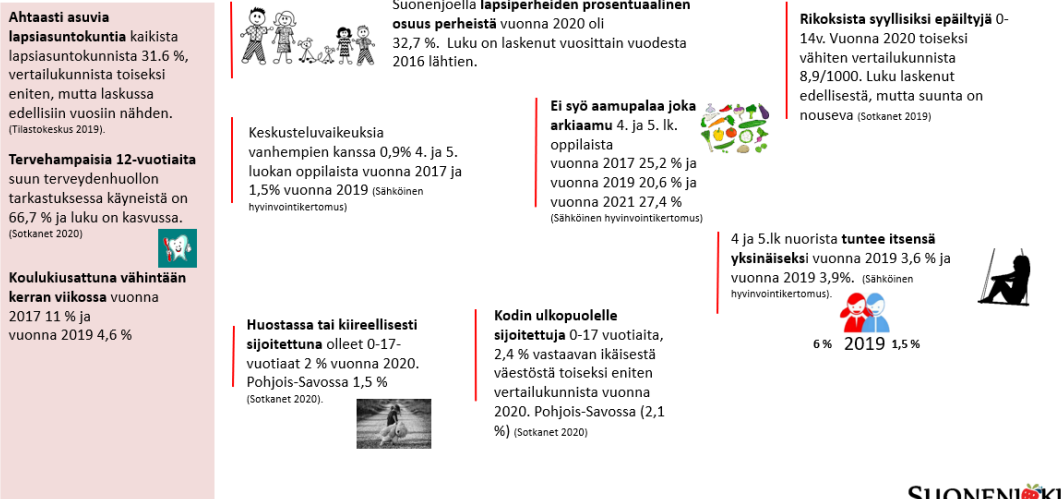 Ahtaasti asuvia
lapsiasuntokuntia kaikista
lapsiasuntokunnista 31.6 %,
vertailukunnista toiseksi
eniten, mutta laskussa
edellisiin vuosiin nähden.
(Tilastokeskus 2019).
Tervehampaisia 12-vuotiaita
suun terveydenhuollon
tarkastuksessa käyneistä on
66,7 % ja luku on kasvussa.
(Sotkanet 2020)
Koulukiusattuna vähintään
kerran viikossa vuonna
2017 11 % ja
vuonna 2019 4,6 %
Suonenjoella lapsiperheiden prosentuaalinen
osuus perheistä vuonna 2020 oli
32,7 %. Luku on laskenut vuosittain vuodesta
2016 lähtien.
Rikoksista syyllisiksi epäiltyjä 0-
14v. Vuonna 2020 toiseksi
vähiten vertailukunnista
8,9/1000. Luku laskenut
edellisestä, mutta suunta on
nouseva (Sotkanet 2019)
Keskusteluvaikeuksia
vanhempien kanssa 0,9% 4. ja 5.
luokan oppilaista vuonna 2017 ja
1,5% vuonna 2019 (Sähköinen
hyvinvointikertomus)
Ei syö aamupalaa joka
arkiaamu 4. ja 5. lk.
oppilaista
vuonna 2017 25,2 % ja
vuonna 2019 20,6 % ja
vuonna 2021 27,4 %
(Sähköinen hyvinvointikertomus)
4 ja 5.lk nuorista tuntee itsensä
yksinäiseksi vuonna 2019 3,6 % ja
vuonna 2019 3,9%. (Sähköinen
hyvinvointikertomus).
6 % 2019 1,5 %
Huostassa tai kiireellisesti
sijoitettuna olleet 0-17-
vuotiaat 2 % vuonna 2020.
Pohjois-Savossa 1,5 %
(Sotkanet 2020).
Kodin ulkopuolelle
sijoitettuja 0-17 vuotiaita,
2,4 % vastaavan ikäisestä
väestöstä toiseksi eniten
vertailukunnista vuonna
2020. Pohjois-Savossa (2,1
%) (Sotkanet 2020)
SUONENJOKI